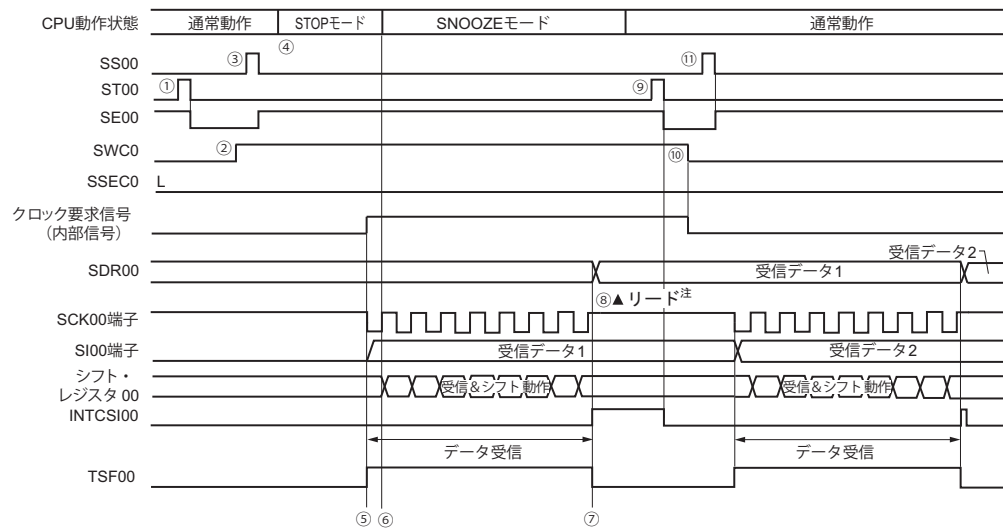 CPU動作状態 通常動作 STOPモード SNOOZEモード 通常動作
④
SS00 ③ ⑪
ST00 ① ⑨
SE00
SWC0 ② ⑩
SSEC0 L
クロック要求信号
(内部信号)
受信データ2
SDR00 受信データ1
⑧▲リード注
SCK00端子
SI00端子 受信データ1 受信データ2
シフト・
レジスタ 00 受信&シフト動作 受信&シフト動作
INTCSI00
データ受信 データ受信
TSF00
⑤ ⑥ ⑦